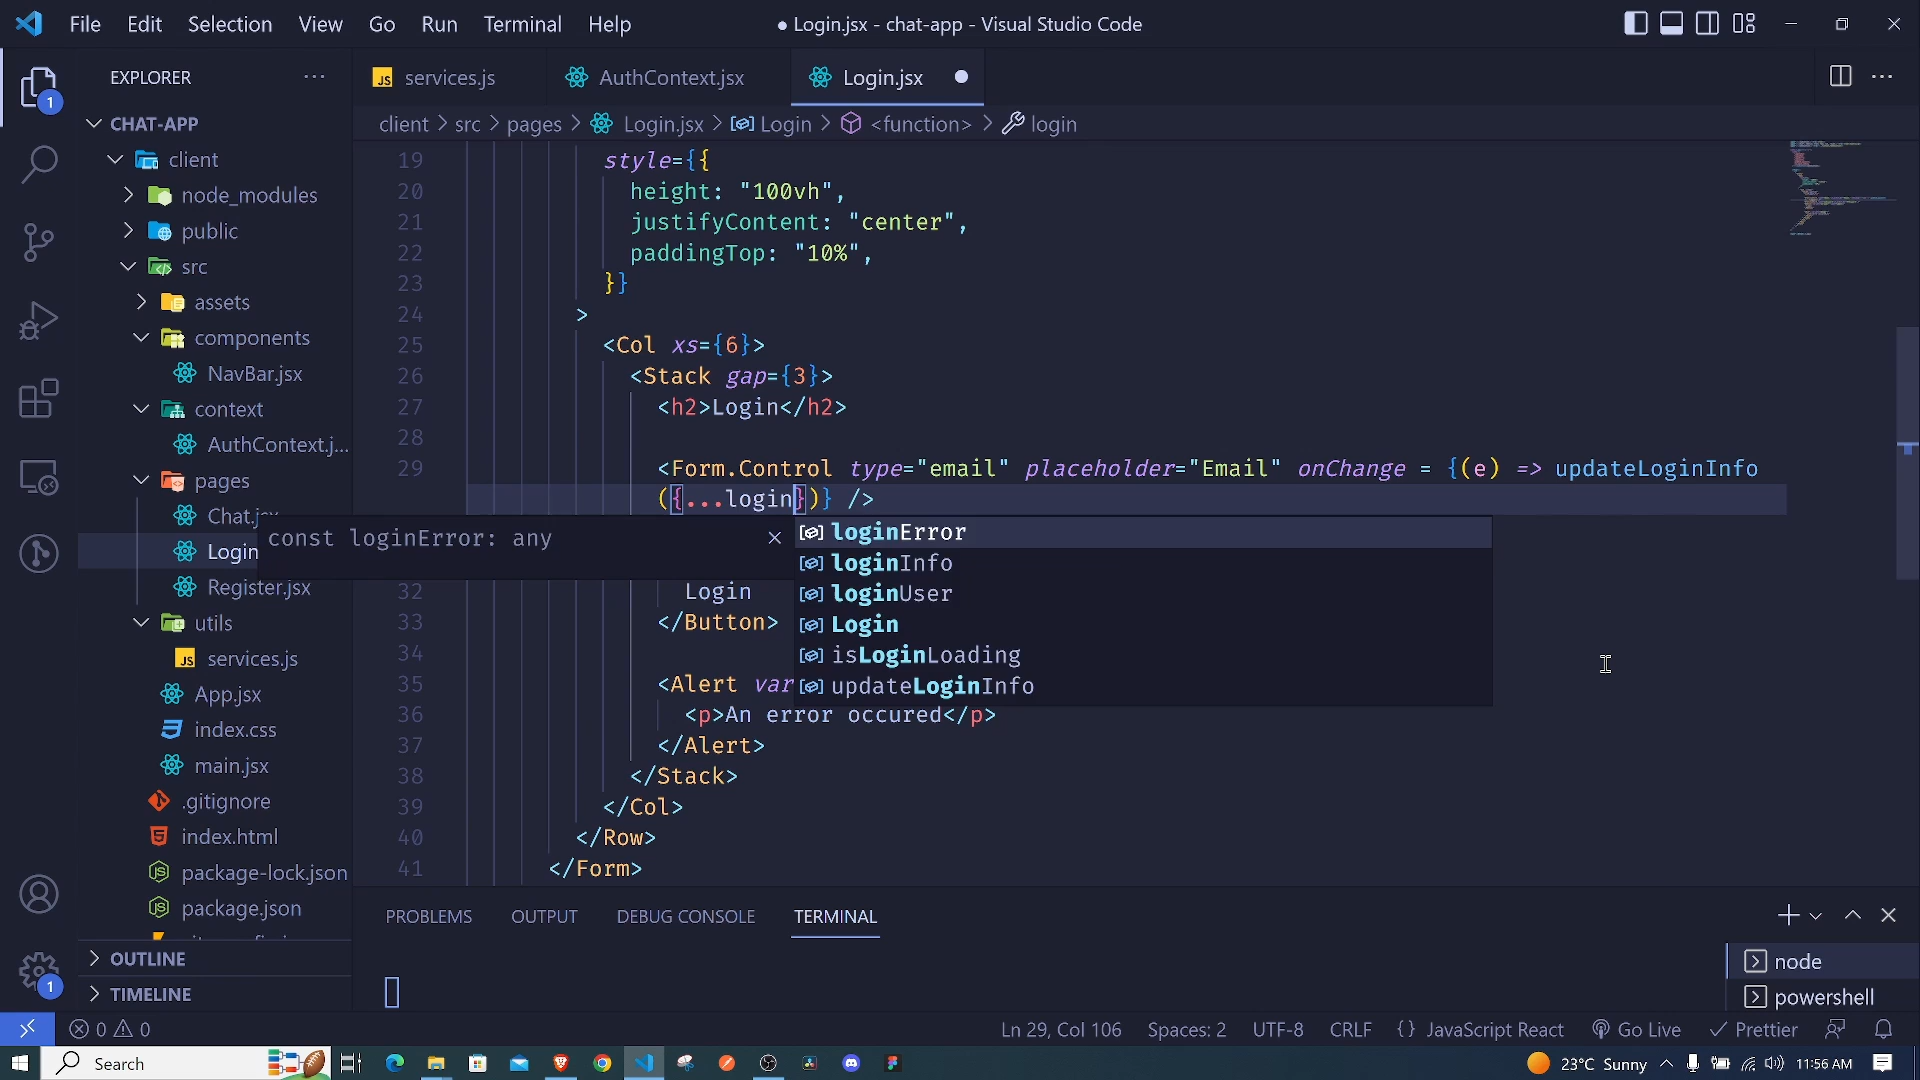 File Edit Selection View Go Run Terminal Help
● Login.jsx - chat-app - Visual Studio Code
EXPLORER
services.js
AuthContext.jsx
Login.jsx
client > src > pages > Login.jsx > Login > <function> > login
CHAT-APP
client
node_modules
public
src
assets
components
NavBar.jsx
context
AuthContext.j...
pages
Chat.jsx
Login
Register.jsx
utils
services.js
App.jsx
index.css
main.jsx
.gitignore
index.html
package-lock.json
package.json
OUTLINE
TIMELINE
19 style={{
20 height: "100vh",
21 justifyContent: "center",
22 paddingTop: "10%",
23 }}
24 >
25 <Col xs={6}>
26 <Stack gap={3}>
27 <h2>Login</h2>
28
29 <Form.Control type="email" placeholder="Email" onChange = {(e) => updateLoginInfo
({...login})} />
const loginError: any
loginError
loginInfo
loginUser
Login
isLoginLoading
updateLoginInfo
32 Login
33 </Button>
34
35 <Alert var
36 <p>An error occured</p>
37 </Alert>
38 </Stack>
39 </Col>
40 </Row>
41 </Form>
PROBLEMS OUTPUT DEBUG CONSOLE TERMINAL
node
powershell
0 0
Ln 29, Col 106 Spaces: 2 UTF-8 CRLF {} JavaScript React Go Live Prettier
Search
23°C Sunny
11:56 AM
1
1